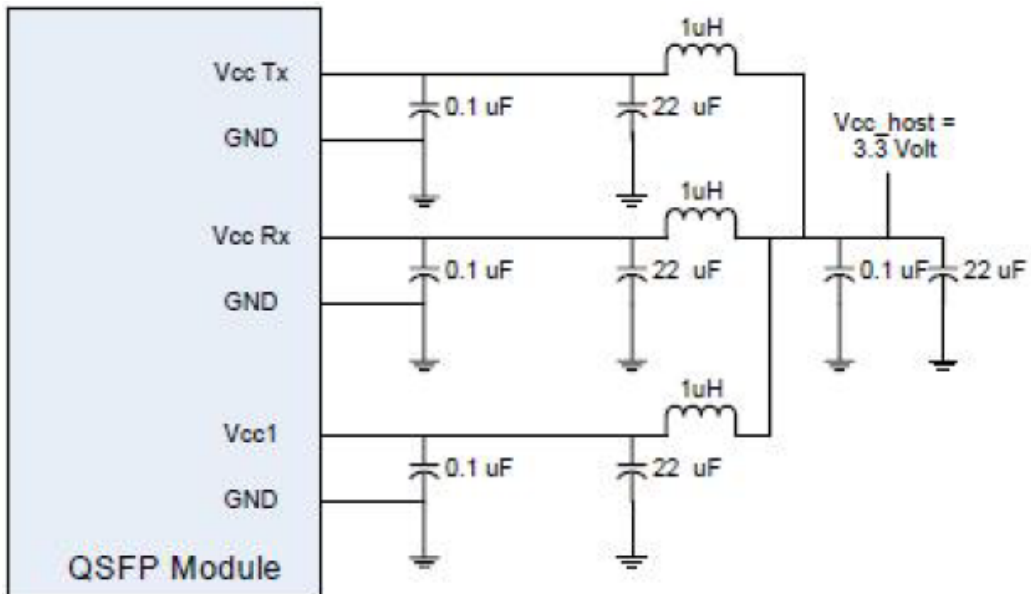 1uH
Vcc Tx
0.1 uF
22 uF
GND
Vcc_host =
3.3 Volt
1uH
Vcc Rx
0.1 uF
22 uF
0.1 uF
22 uF
GND
1uH
Vcc1
0.1 uF
22 uF
GND
QSFP Module